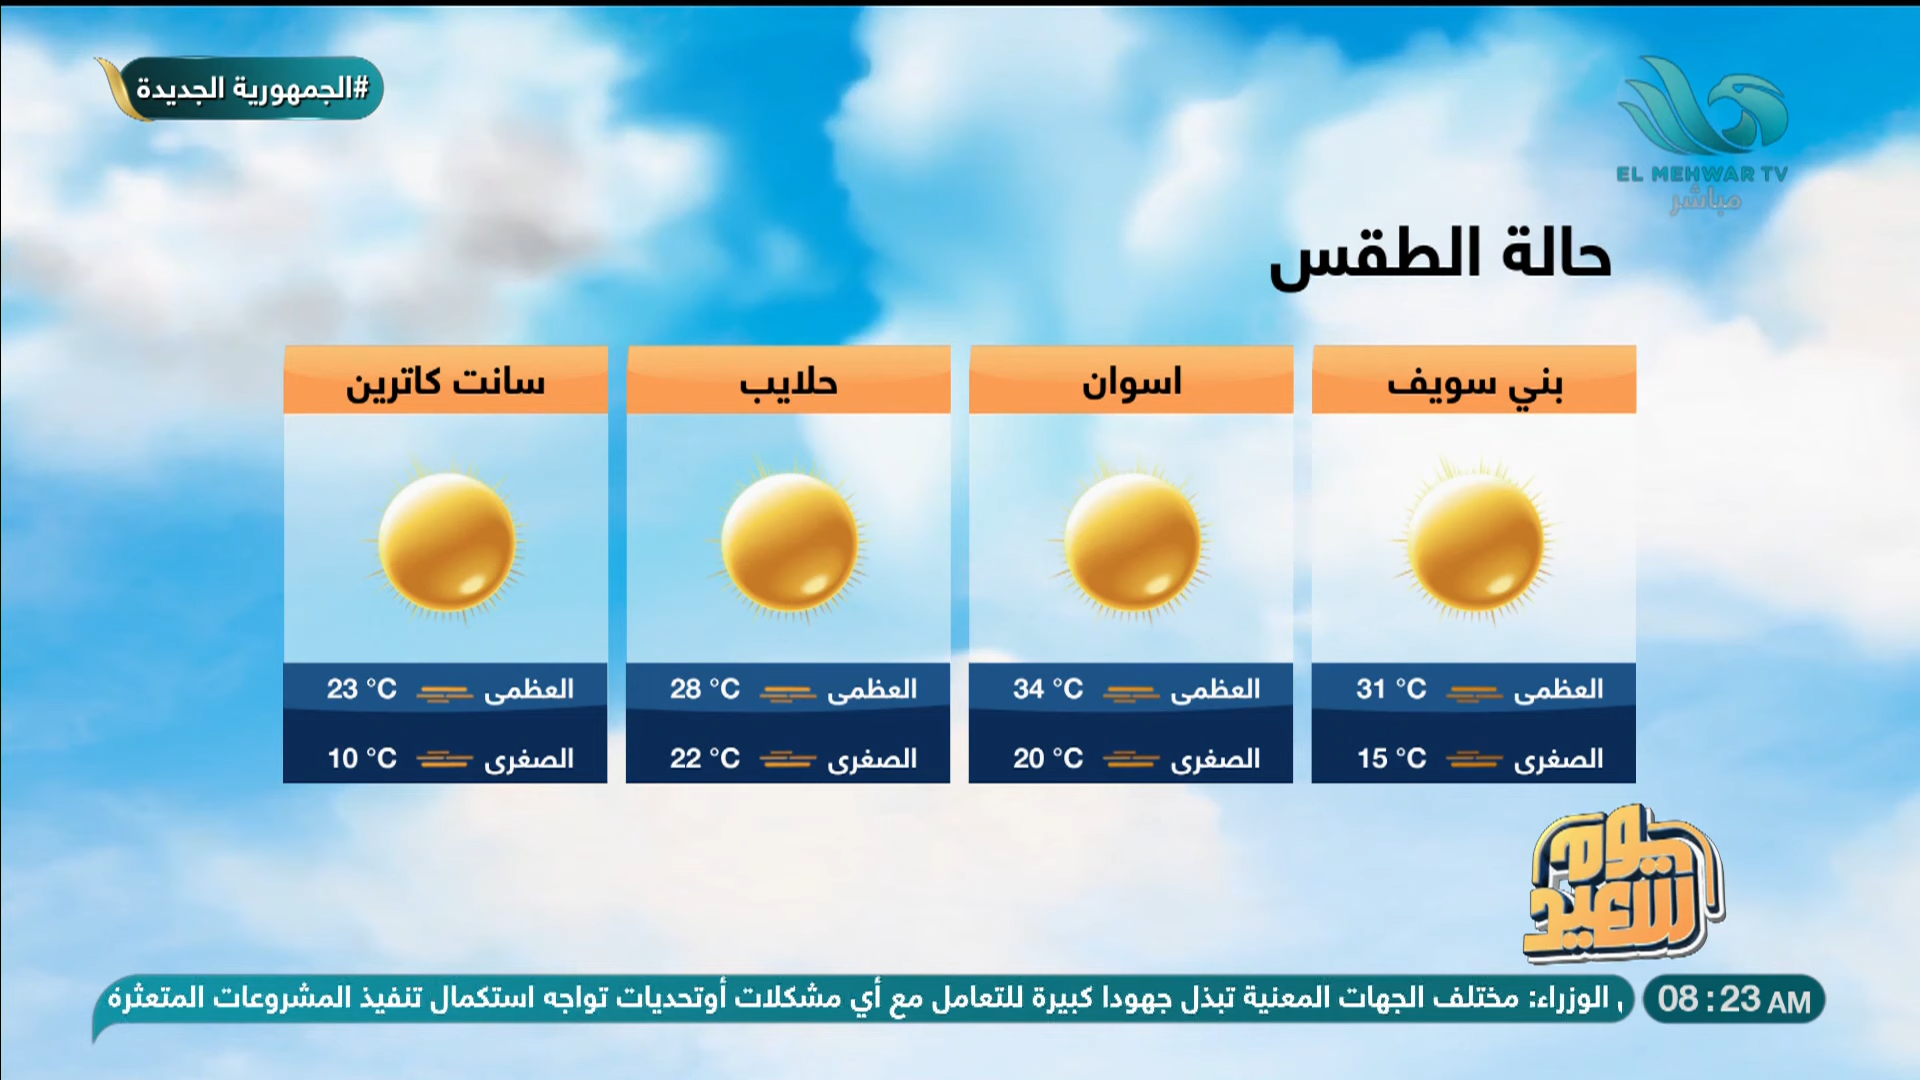 #الجمهورية الجديدة
EL MEHWAR TV
مباشر
حالة الطقس
بني سويف
العظمى 31 °C
الصغرى 15 °C
اسوان
العظمى 34 °C
الصغرى 20 °C
حلايب
العظمى 28 °C
الصغرى 22 °C
سانت كاترين
العظمى 23 °C
الصغرى 10 °C
يوم
سعيد
08:23 AM
الوزراء: مختلف الجهات المعنية تبذل جهودا كبيرة للتعامل مع أي مشكلات أوتحديات تواجه استكمال تنفيذ المشروعات المتعثرة